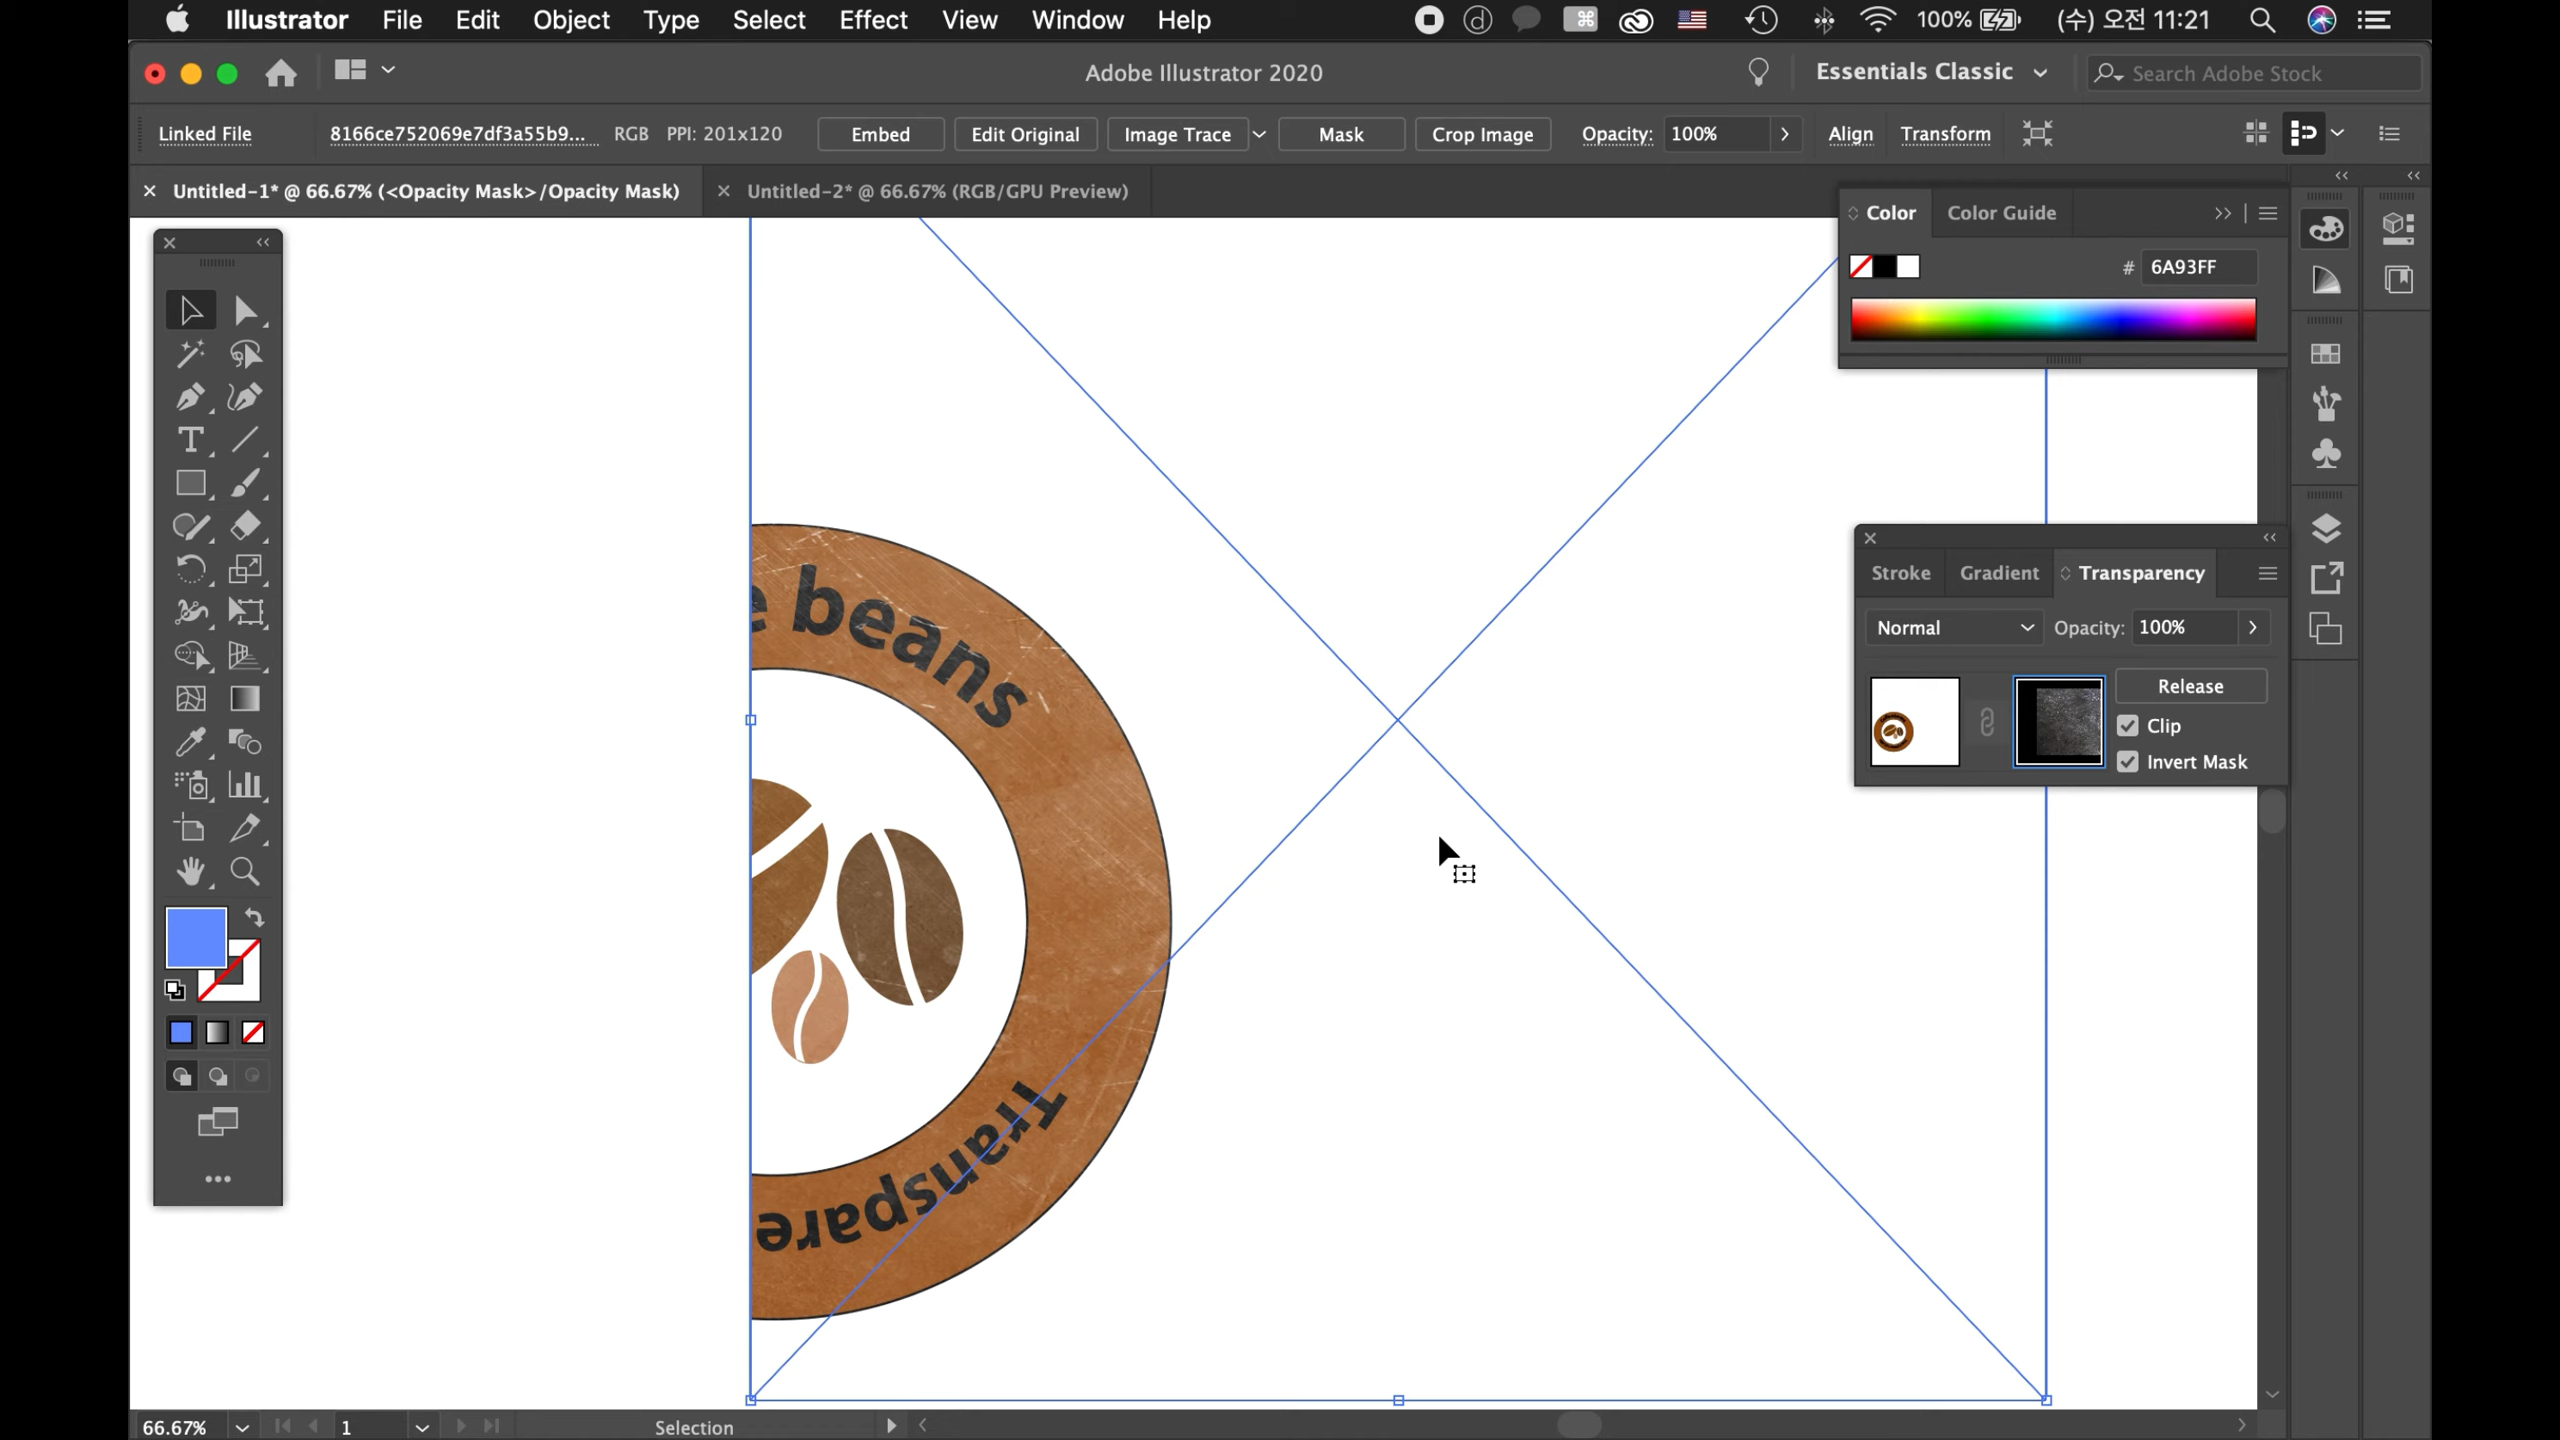 Illustrator File Edit Object Type Select Effect View Window Help 100% (수) 오전 11:21
Adobe Illustrator 2020 Essentials Classic Search Adobe Stock
Linked File 8166ce752069e7df3a55b9... RGB PPI: 201x120 Embed Edit Original Image Trace Mask Crop Image Opacity: 100% Align Transform
Untitled-1* @ 66.67% (<Opacity Mask>/Opacity Mask) Untitled-2* @ 66.67% (RGB/GPU Preview)
Color Color Guide
# 6A93FF
Stroke Gradient Transparency
Normal Opacity: 100%
Release
Clip
Invert Mask
e beans
Transpare
66.67% 1 Selection